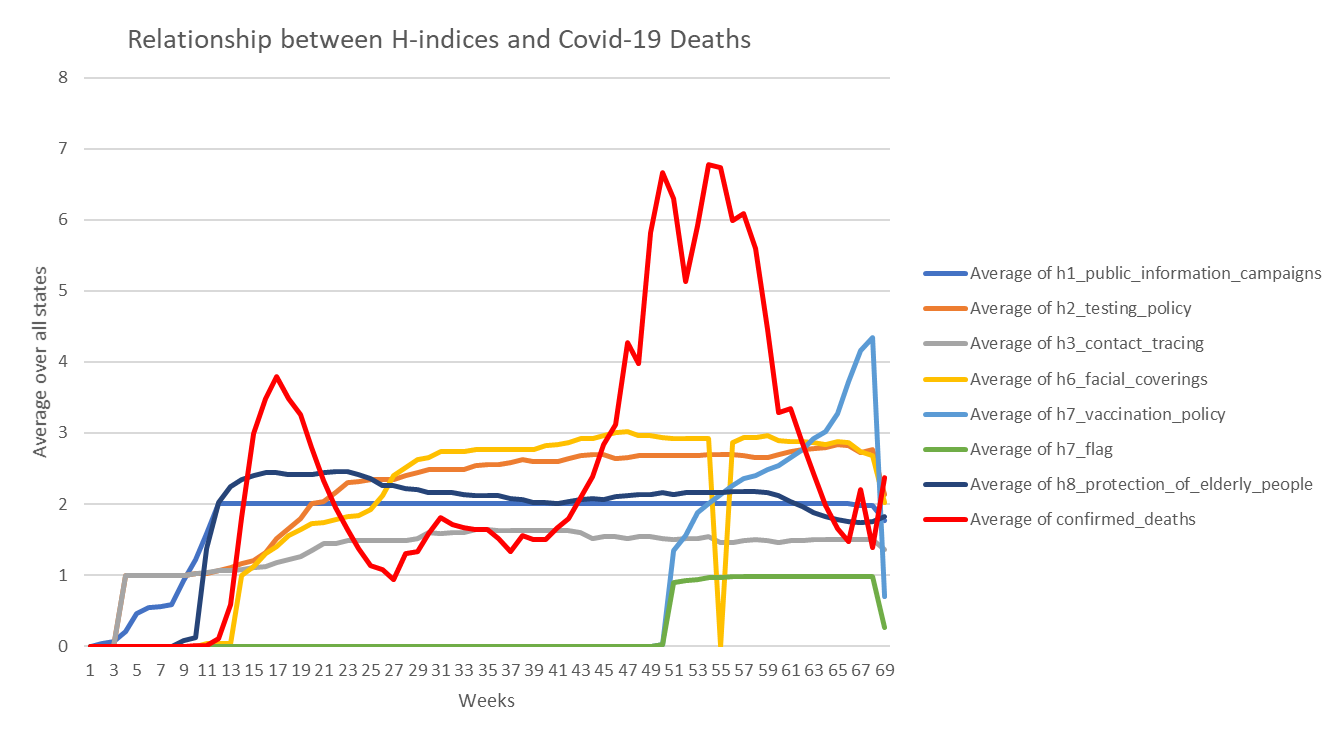 Relationship between H-indices and Covid-19 Deaths
8
7
6
5
4
3
2
1
0
Average over all states
1 3 5 7 9 11 13 15 17 19 21 23 25 27 29 31 33 35 37 39 41 43 45 47 49 51 53 55 57 59 61 63 65 67 69
Weeks
Average of h1_public_information_campaigns
Average of h2_testing_policy
Average of h3_contact_tracing
Average of h6_facial_coverings
Average of h7_vaccination_policy
Average of h7_flag
Average of h8_protection_of_elderly_people
Average of confirmed_deaths